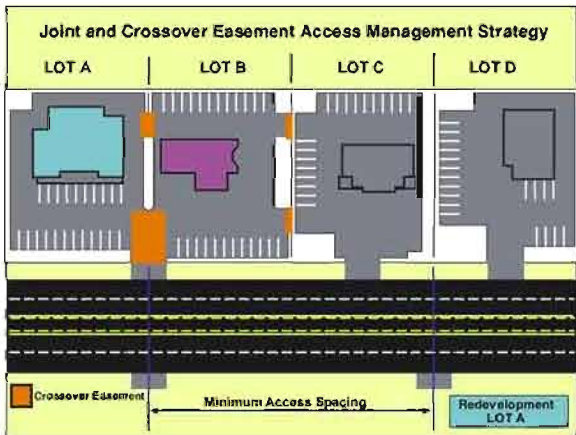 Joint and Crossover Easement Access Management Strategy
LOT A LOT B LOT C LOT D
Crossover Easement
Minimum Access Spacing
Redevelopment
LOT A